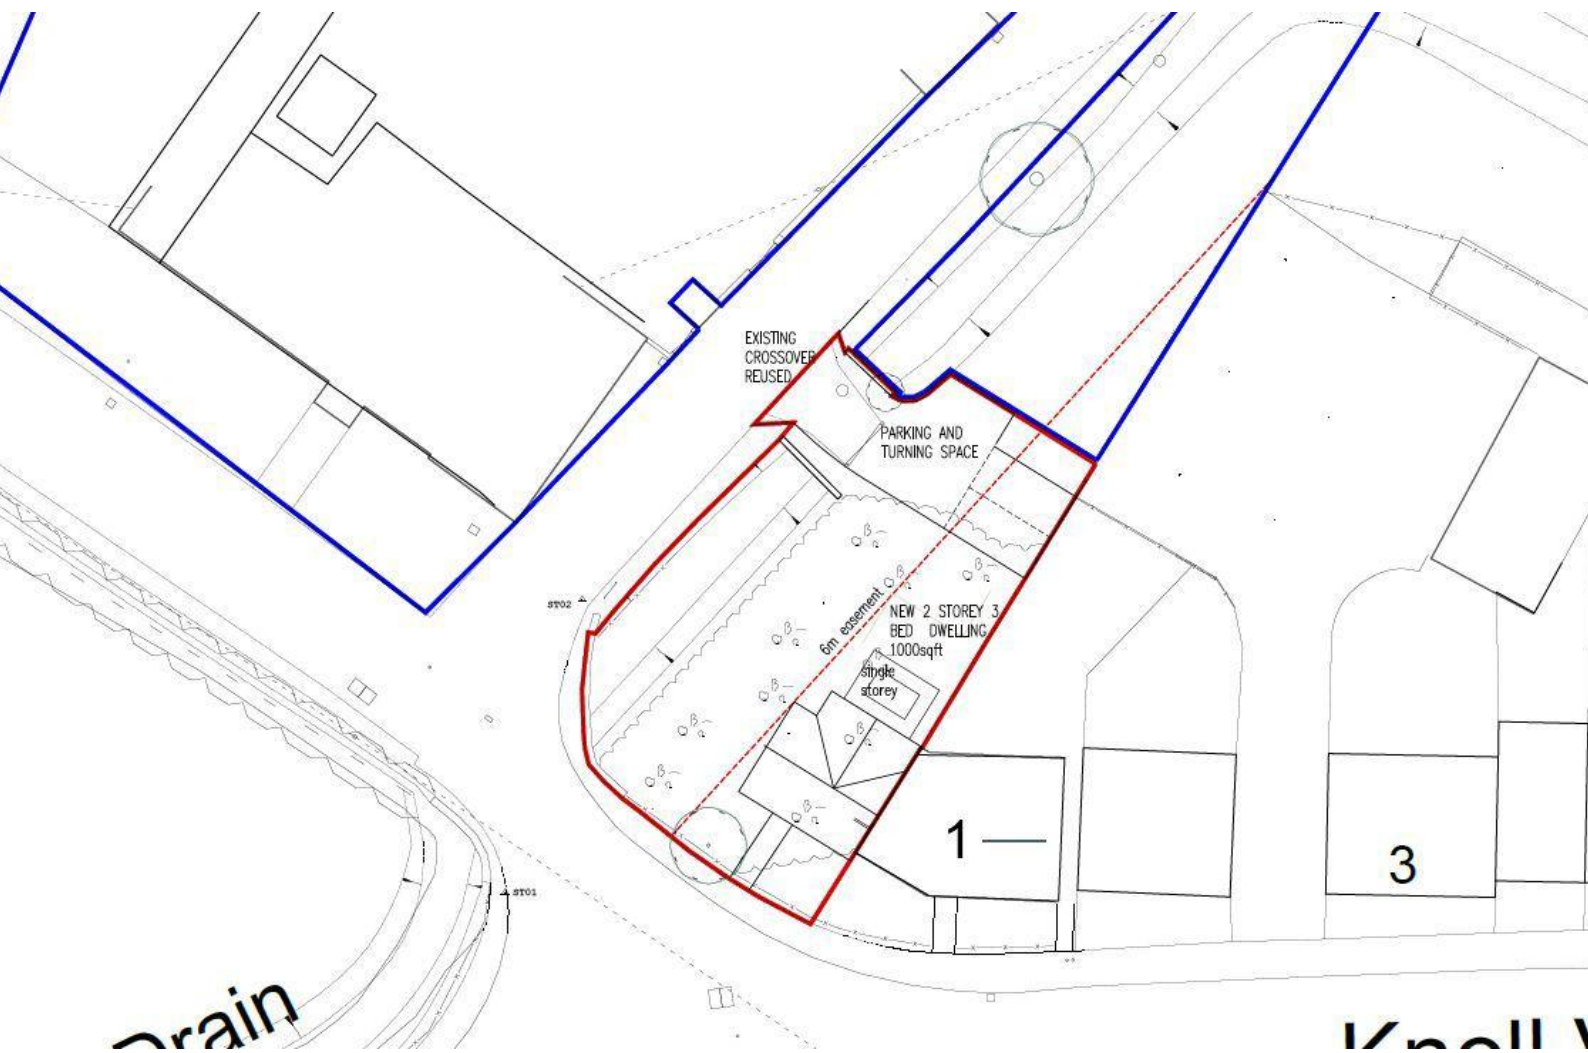 EXISTING
CROSSOVER
REUSED
PARKING AND
TURNING SPACE
ST02
6m easement
NEW 2 STOREY 3
BED DWELLING
1000sqft
single
storey
1
3
ST01
Drain
Knoll